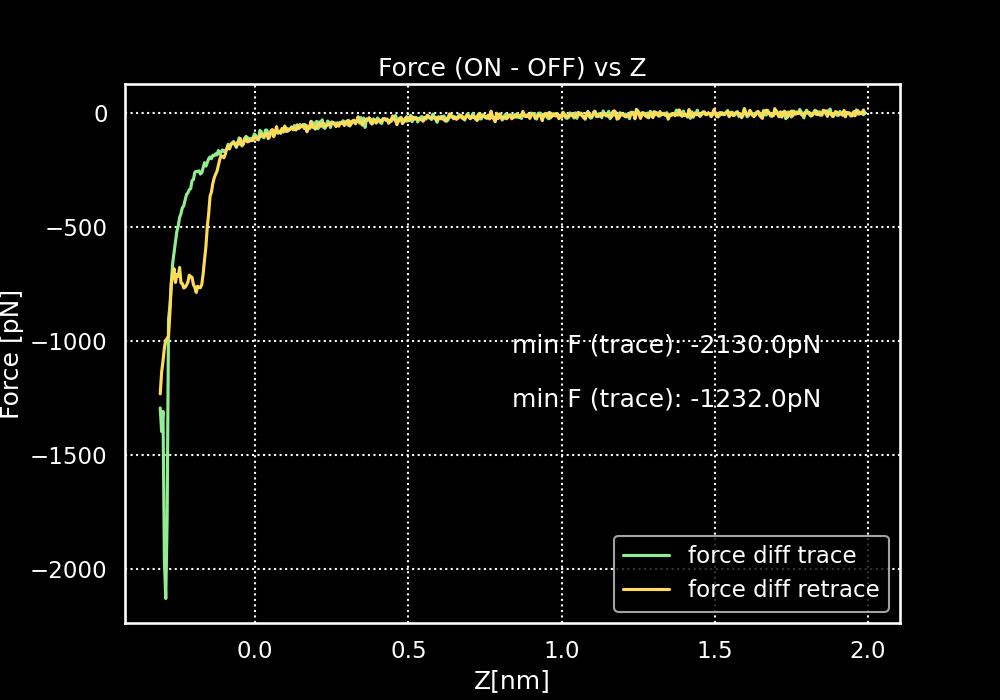 Force (ON - OFF) vs Z
Force [pN]
0
−500
−1000
−1500
−2000
min F (trace): -2130.0pN
min F (trace): -1232.0pN
force diff trace
force diff retrace
0.0
0.5
1.0
1.5
2.0
Z[nm]